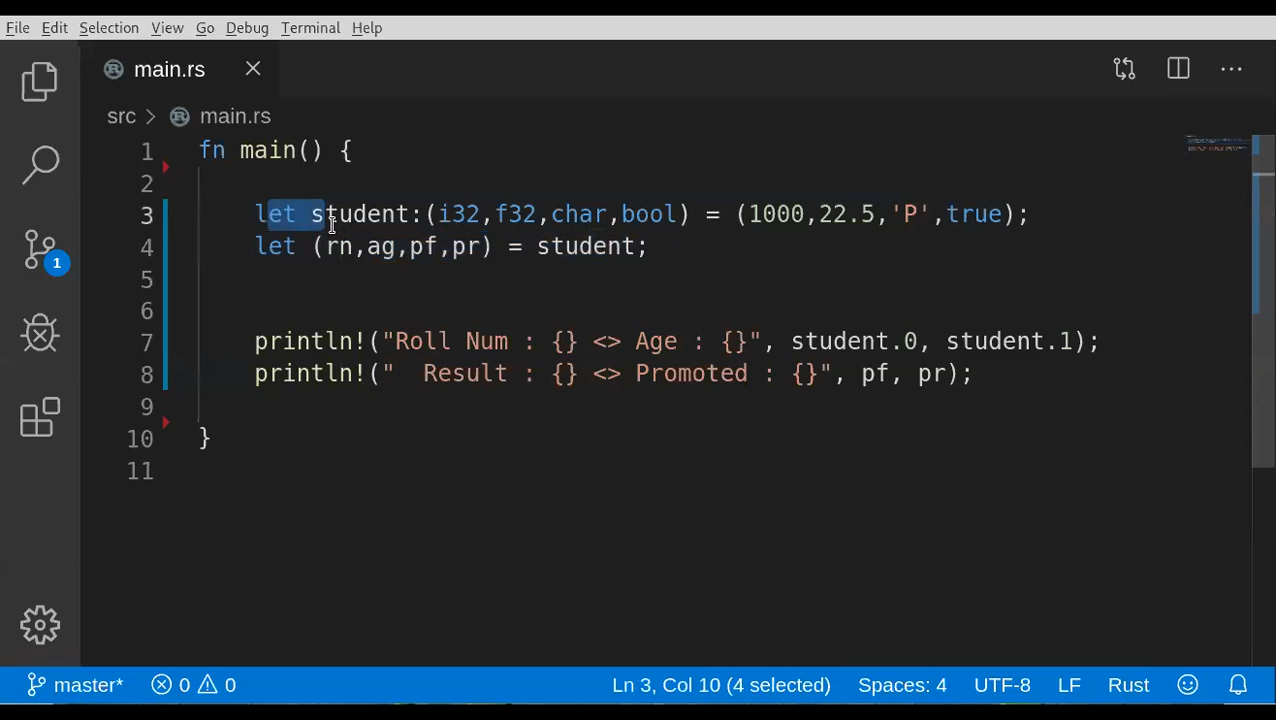 File Edit Selection View Go Debug Terminal Help
main.rs
src > main.rs
1 fn main() {
2
3 let student:(i32,f32,char,bool) = (1000,22.5,'P',true);
4 let (rn,ag,pf,pr) = student;
5
6
7 println!("Roll Num : {} <> Age : {}", student.0, student.1);
8 println!("  Result : {} <> Promoted : {}", pf, pr);
9
10 }
11
1
master* 0 0 Ln 3, Col 10 (4 selected) Spaces: 4 UTF-8 LF Rust